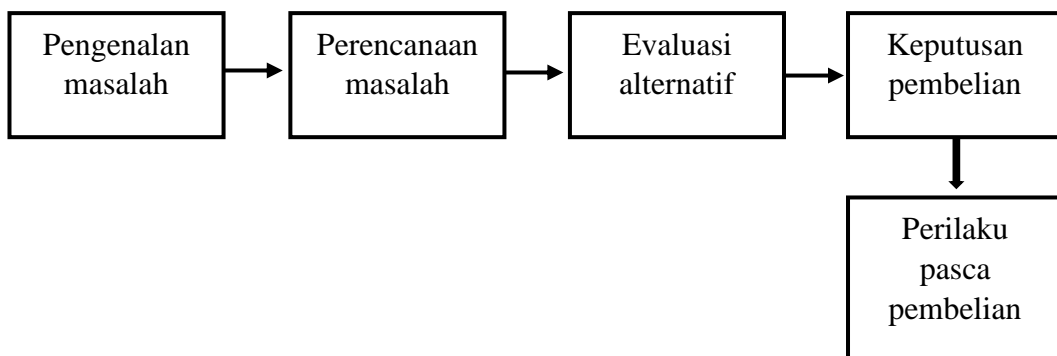 Pengenalan
masalah
Perencanaan
masalah
Evaluasi
alternatif
Keputusan
pembelian
Perilaku
pasca
pembelian